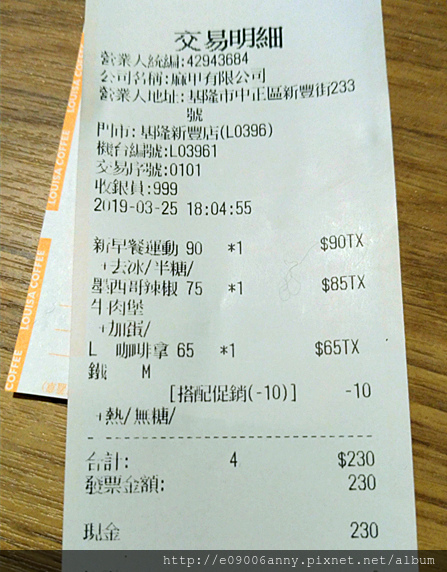 交易明細
營業人統編:42943684
公司名稱:麻甲有限公司
營業人地址:基隆市中正區新豐街233
號
門市:基隆新豐店(L0396)
機台編號:L03961
交易序號:0101
收銀員:999
2019-03-25 18:04:55
新早餐運動 90 *1 $90TX
+去冰/半糖/
墨西哥辣椒 75 *1 $85TX
牛肉堡
+加蛋/
L 咖啡拿 65 *1 $65TX
鐵 M
[搭配促銷(-10)] -10
+熱/無糖/
合計: 4 $230
發票金額: 230
現金 230
LOUISA COFFEE
LOUISA COFFEE
COFFEE
http://e09006anny.pixnet.net/album